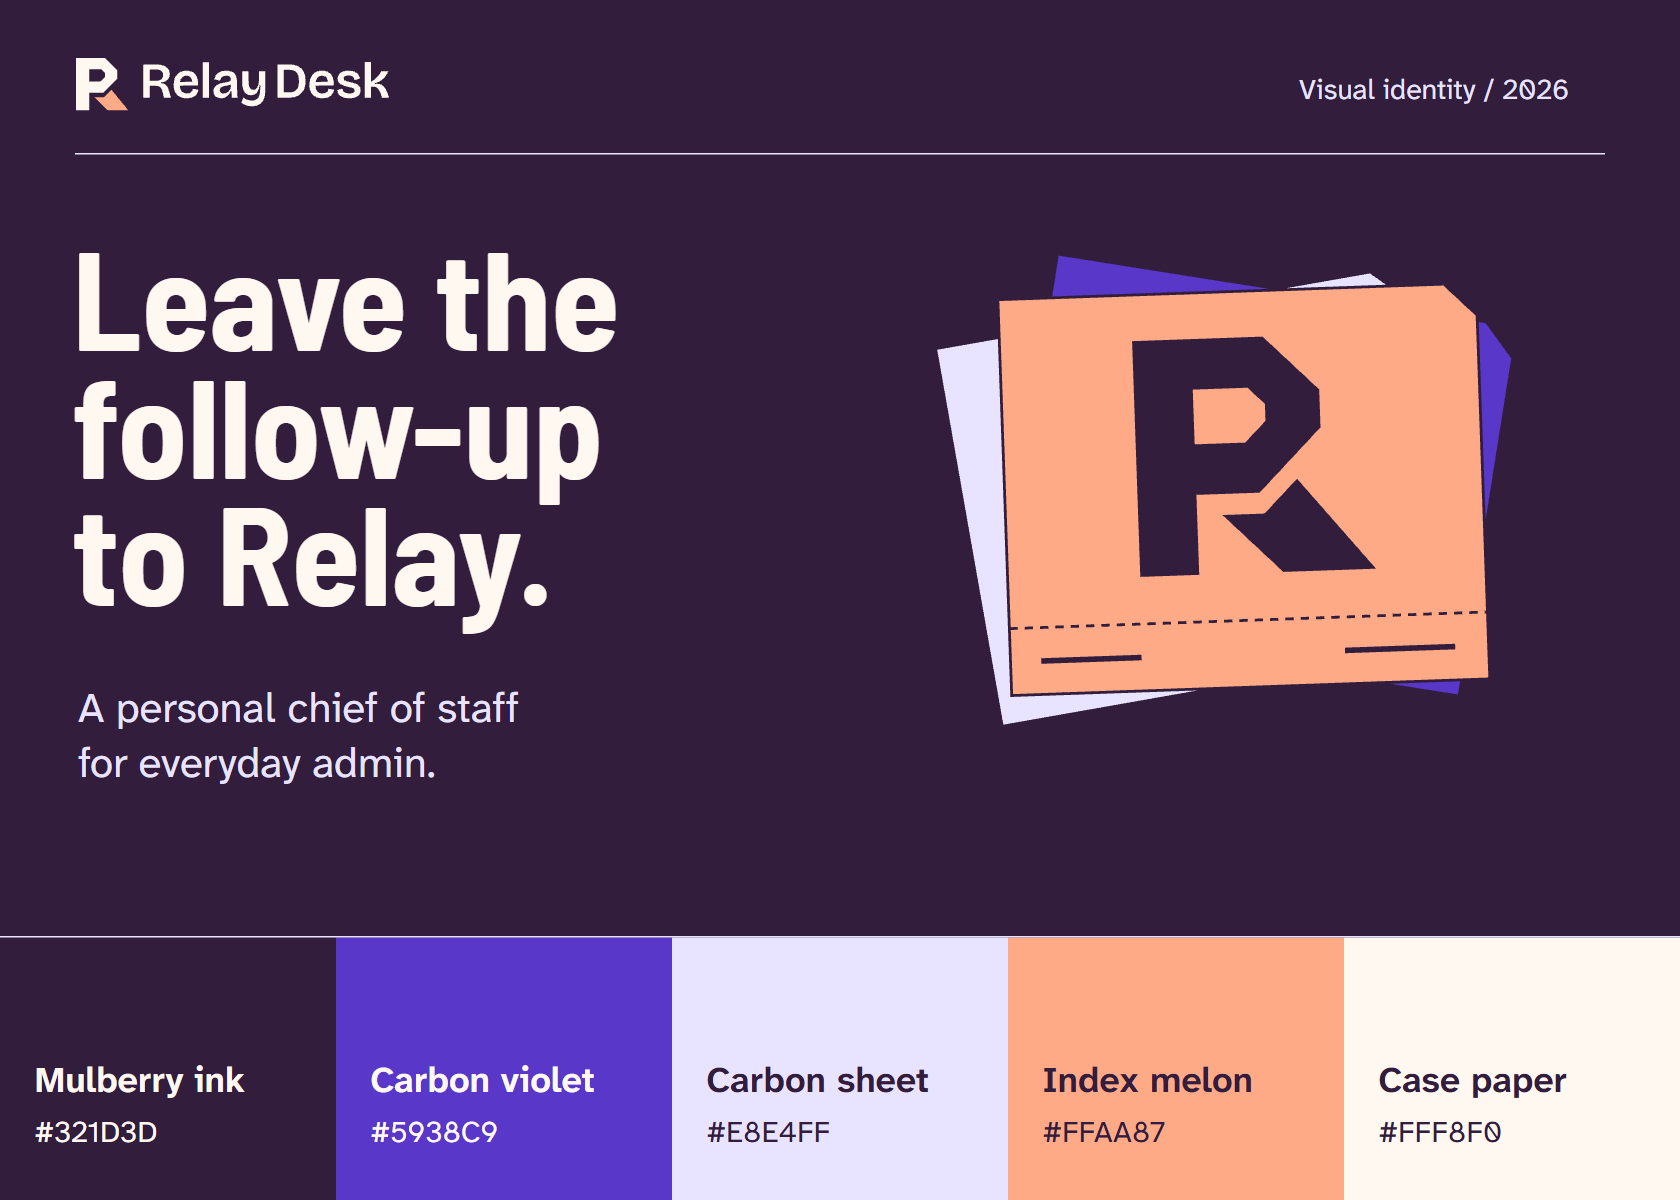 Relay Desk
Visual identity / 2026
Leave the
follow-up
to Relay.
A personal chief of staff
for everyday admin.
R
Mulberry ink
#321D3D
Carbon violet
#5938C9
Carbon sheet
#E8E4FF
Index melon
#FFAA87
Case paper
#FFF8F0